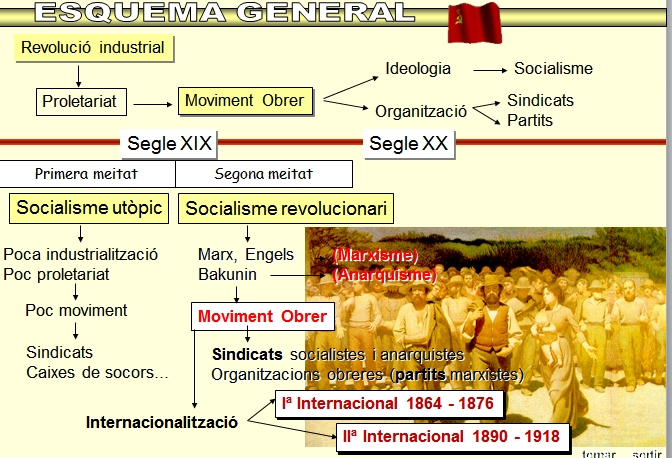 ESQUEMA GENERAL
Revolució industrial
Proletariat
Moviment Obrer
Ideologia
Socialisme
Organització
Sindicats
Partits
Segle XIX
Segle XX
Primera meitat
Segona meitat
Socialisme utòpic
Socialisme revolucionari
Poca industrialització
Poc proletariat
Marx, Engels
(Marxisme)
Bakunin
(Anarquisme)
Poc moviment
Moviment Obrer
Sindicats
Caixes de socors...
Sindicats socialistes i anarquistes
Organitzacions obreres (partits marxistes)
Internacionalització
Iª Internacional 1864 - 1876
IIª Internacional 1890 - 1918
tornar
sortir